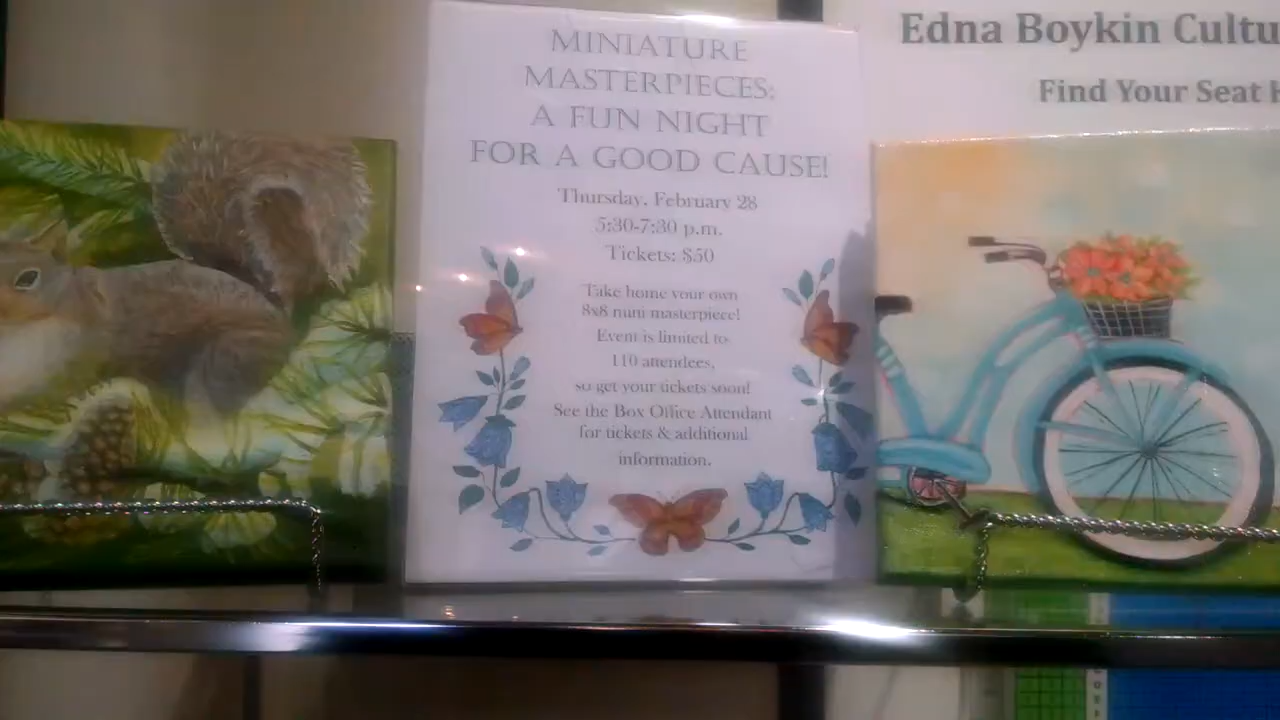 MINIATURE
MASTERPIECES:
A FUN NIGHT
FOR A GOOD CAUSE!
Thursday, February 28
5:30-7:30 p.m.
Tickets: $50
Take home your own
8x8 mini masterpiece!
Event is limited to
110 attendees,
so get your tickets soon!
See the Box Office Attendant
for tickets & additional
information.
Edna Boykin Cultu
Find Your Seat H